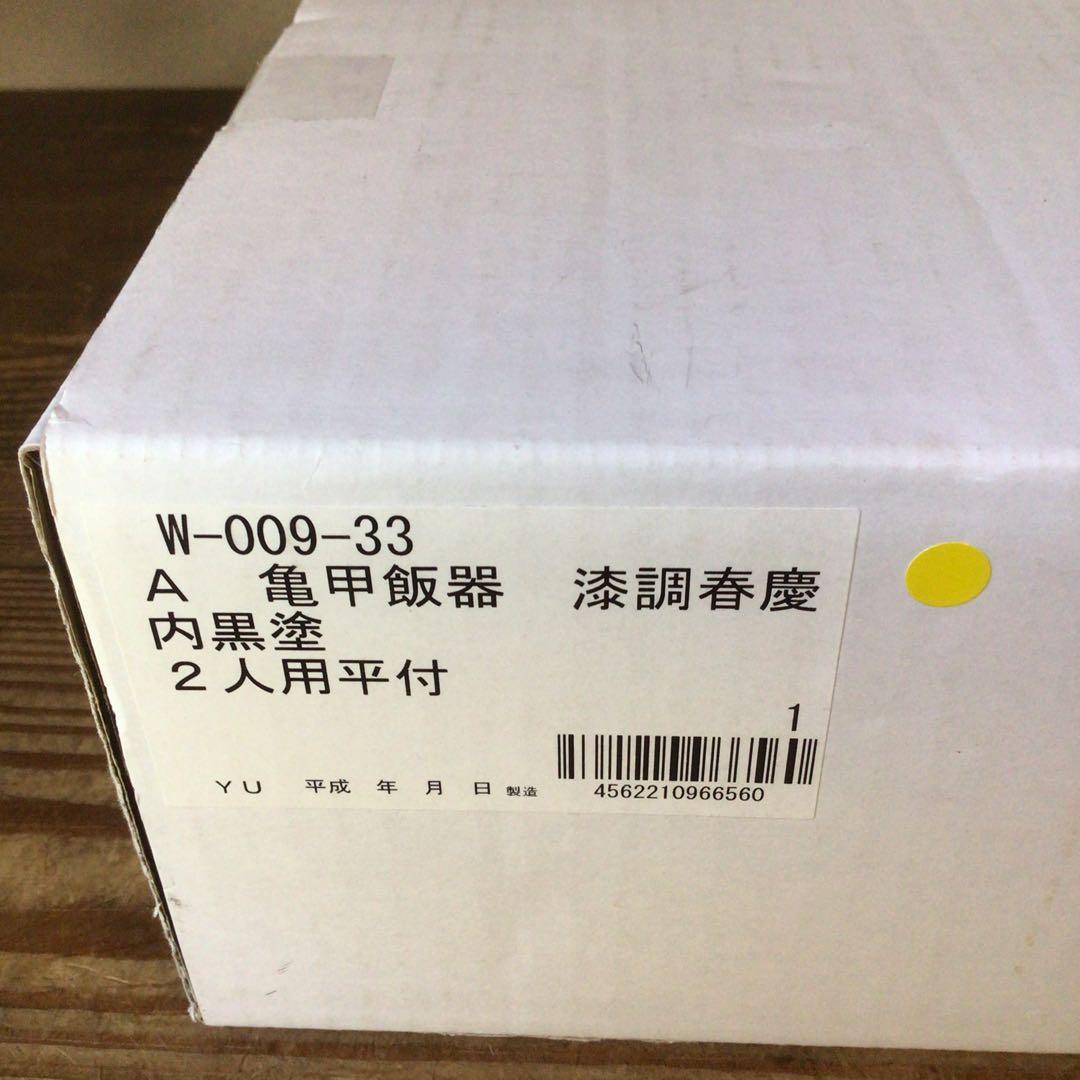 W-009-33
A 亀甲飯器 漆調春慶
内黒塗
2人用平付
1
YU 平成 年 月 日 製造
4562210966560